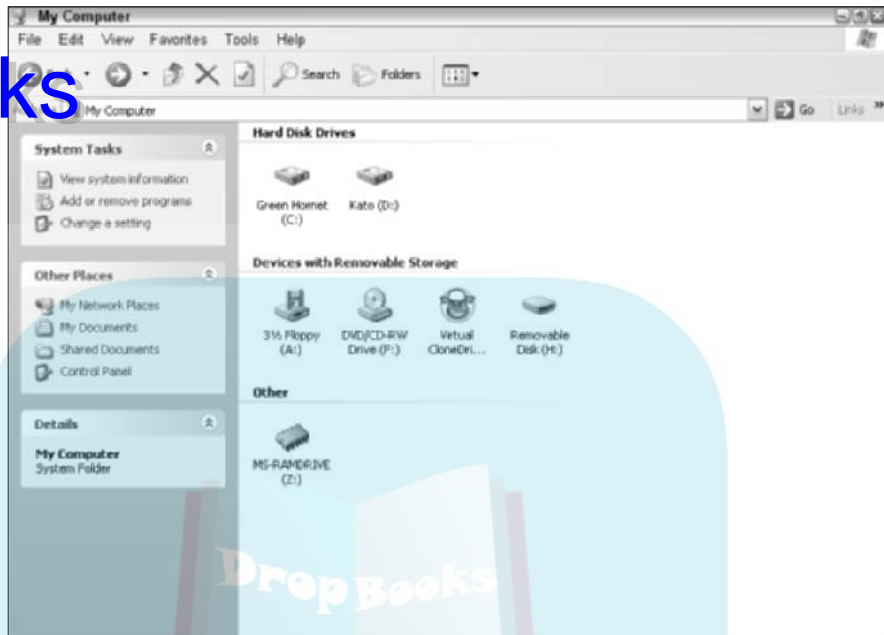 My Computer
File Edit View Favorites Tools Help
ks
Search Folders
My Computer
Go Links »
System Tasks
View system information
Add or remove programs
Change a setting
Other Places
My Network Places
My Documents
Shared Documents
Control Panel
Details
My Computer
System Folder
Hard Disk Drives
Green Hornet
(C:)
Kato (D:)
Devices with Removable Storage
3½ Floppy
(A:)
DVD/CD-RW
Drive (F:)
Virtual
CloneDri...
Removable
Disk (H:)
Other
MS-RAMDRIVE
(Z:)
DropBooks